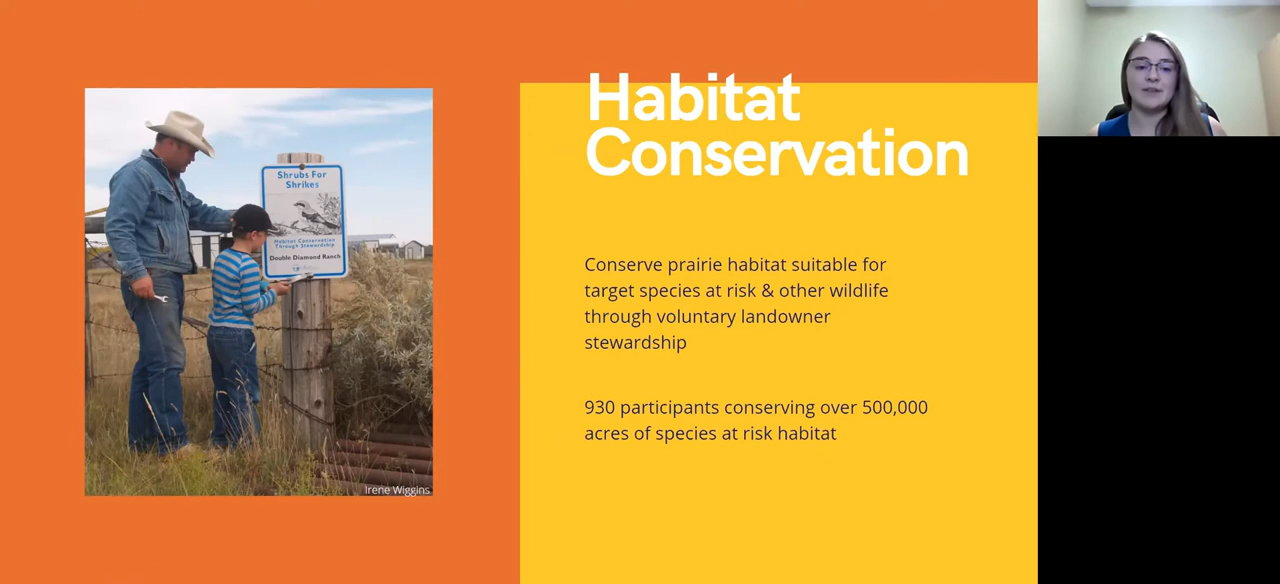 Habitat
Conservation
Conserve prairie habitat suitable for
target species at risk & other wildlife
through voluntary landowner
stewardship
930 participants conserving over 500,000
acres of species at risk habitat
Shrubs For
Shrikes
Habitat Conservation
Through Stewardship
Double Diamond Ranch
Irene Wiggins